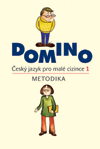 DOMINO
Český jazyk pro malé cizince 1
METODIKA